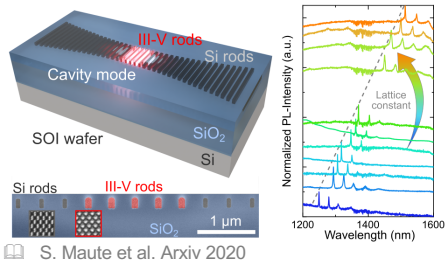 III-V rods
Si rods
Cavity mode
SOI wafer
SiO2
Si
Si rods
III-V rods
SiO2
1 µm
S. Maute et al. Arxiv 2020
Normalized PL-Intensity (a.u.)
Lattice
constant
1200 1300 1400 1500 1600
Wavelength (nm)